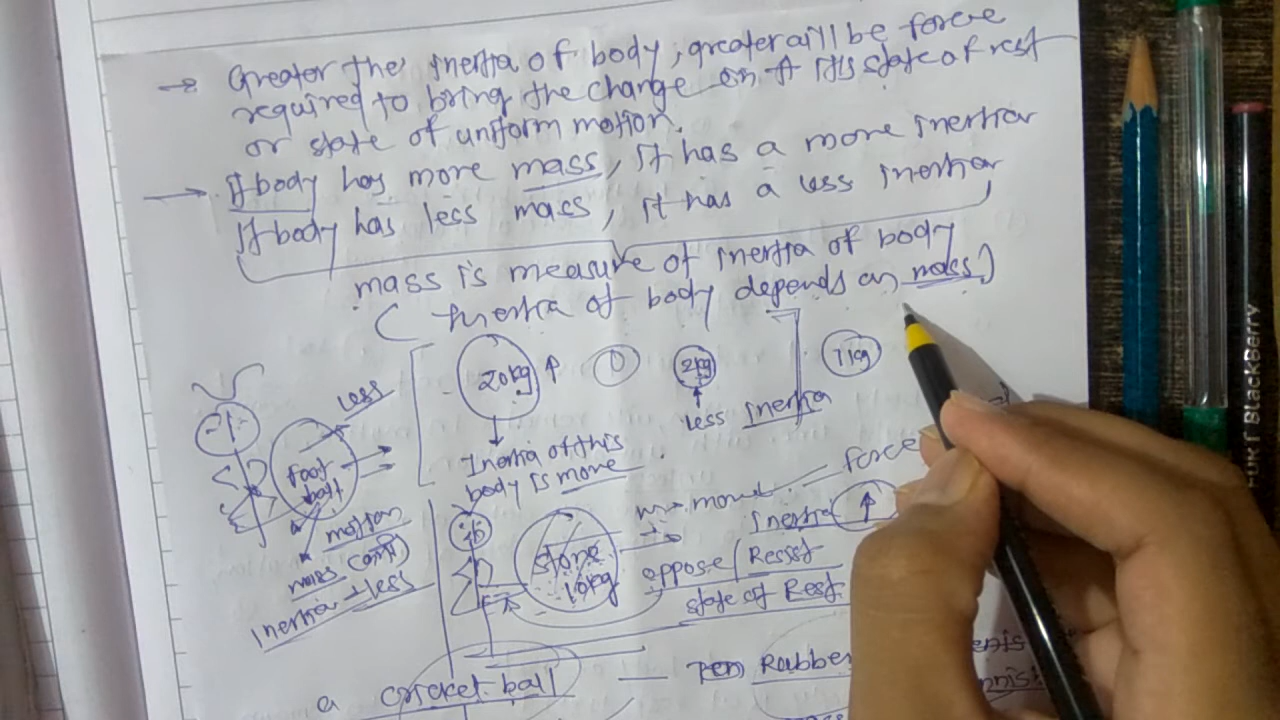 → Greater the inertia of body, greater will be force
required to bring the change in it its state of rest
or state of uniform motion.
→ If body has more mass, it has a more inertia
If body has less mass, it has a less inertia
mass is measure of inertia of body
( Inertia of body depends on mass)
20kg ↑
2kg
1kg
less inertia
Less
foot
ball
Inertia of this
body is more
motion
mass
Inertia → less
stone
10kg
force
inertia ↑
oppose / Resist
state of Rest
a cricket ball — Rubber
BLACKBERRY